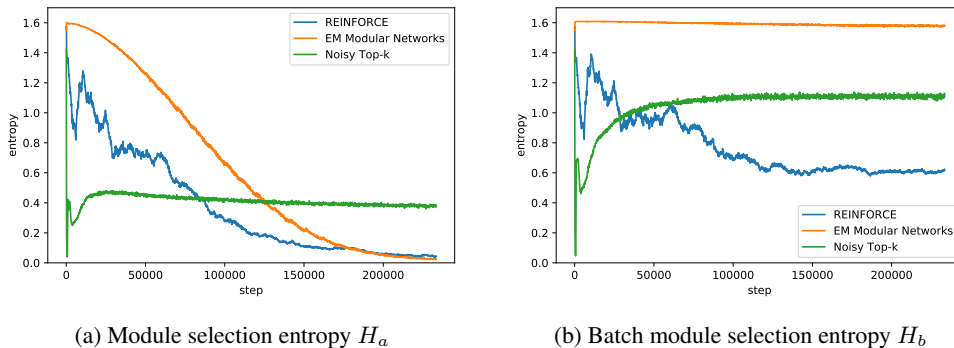 1.6
1.4
1.2
1.0
0.8
0.6
0.4
0.2
0.0
entropy
0
50000
100000
150000
200000
step
REINFORCE
EM Modular Networks
Noisy Top-k
(a) Module selection entropy H_a
1.6
1.4
1.2
1.0
0.8
0.6
0.4
0.2
0.0
entropy
0
50000
100000
150000
200000
step
REINFORCE
EM Modular Networks
Noisy Top-k
(b) Batch module selection entropy H_b